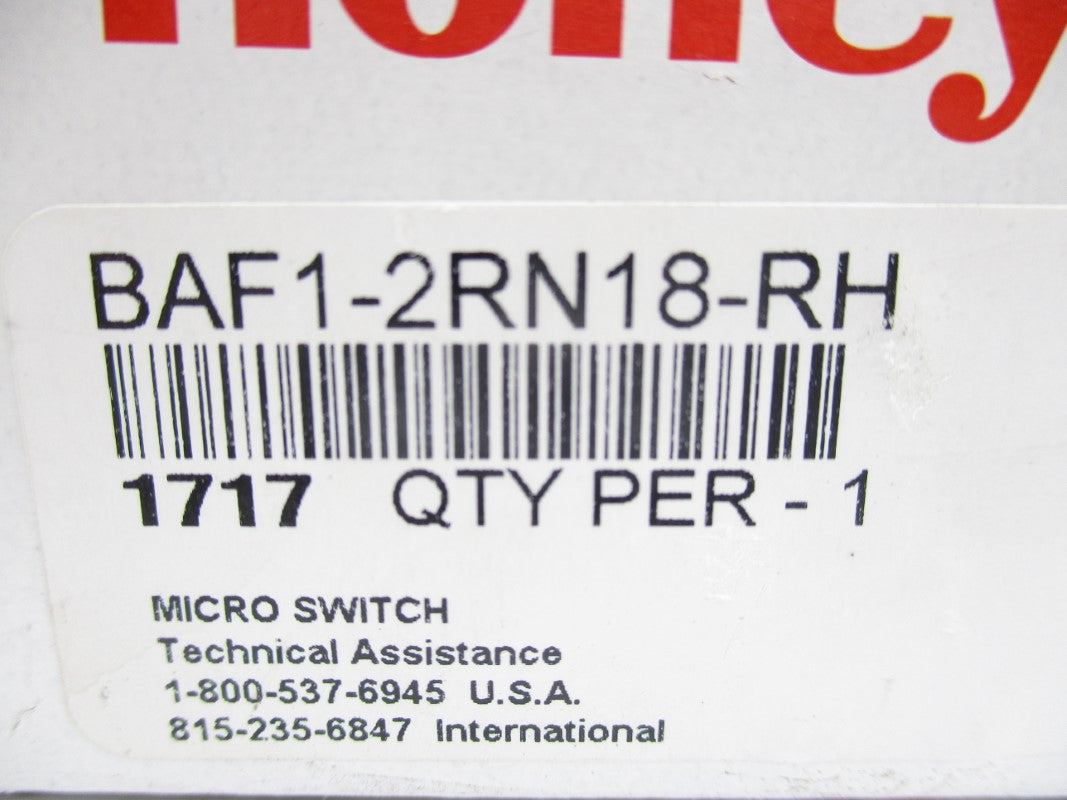 Honey
BAF1-2RN18-RH
1717 QTY PER - 1
MICRO SWITCH
Technical Assistance
1-800-537-6945 U.S.A.
815-235-6847 International